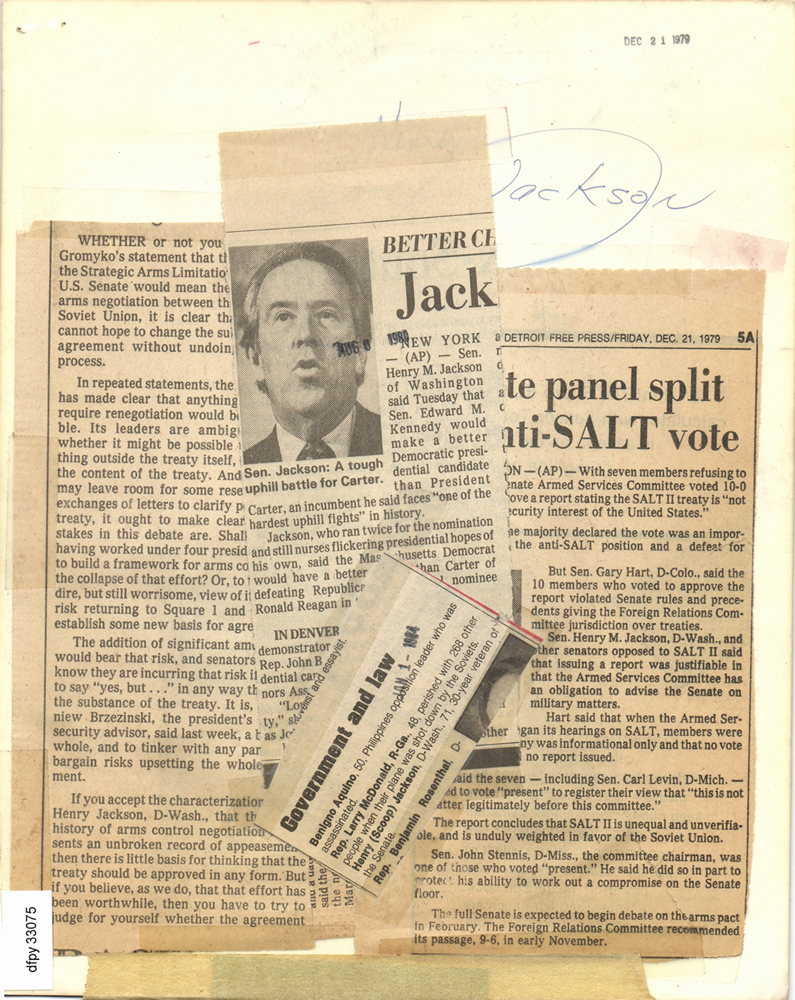 DEC 21 1979
Jackson
WHETHER or not you
Gromyko's statement that th
the Strategic Arms Limitatio
U.S. Senate would mean the
arms negotiation between th
Soviet Union, it is clear th
cannot hope to change the su
agreement without undoin
process.
In repeated statements, the
has made clear that anything
require renegotiation would b
ble. Its leaders are ambig
whether it might be possible
thing outside the treaty itself,
the content of the treaty. And
may leave room for some rese
exchanges of letters to clarify p
treaty, it ought to make clear
stakes in this debate are. Shall
having worked under four presid
to build a framework for arms co
the collapse of that effort? Or, to
dire, but still worrisome, view of i
risk returning to Square 1 and
establish some new basis for agre
The addition of significant am
would bear that risk, and senators
know they are incurring that risk i
to say "yes, but . . ." in any way th
the substance of the treaty. It is,
niew Brzezinski, the president's
security advisor, said last week, a b
whole, and to tinker with any par
bargain risks upsetting the whole
ment.
If you accept the characterization
Henry Jackson, D-Wash., that th
history of arms control negotiation
sents an unbroken record of appeaseme
then there is little basis for thinking that the
treaty should be approved in any form. But
if you believe, as we do, that that effort has
been worthwhile, then you have to try to
judge for yourself whether the agreement
BETTER CH
Jack
AUG 6 1980
NEW YORK
— (AP) — Sen.
Henry M. Jackson
of Washington
said Tuesday that
Sen. Edward M.
Kennedy would
make a better
Democratic presi-
dential candidate
than President
Sen. Jackson: A tough
uphill battle for Carter.
Carter, an incumbent he said faces "one of the
hardest uphill fights" in history.
Jackson, who ran twice for the nomination
and still nurses flickering presidential hopes of
his own, said the Mas husetts Democrat
would have a better than Carter of
defeating Republica nominee
Ronald Reagan in
IN DENVER
demonstrator
Rep. John B
dential can
nors Ass
"Lo
ty," s
as Jo
Government and law
JAN 1 - 1984
Benigno Aquino, 50, Philippines opposition leader who was
assassinated.
Rep. Larry McDonald, R-Ga., 48, perished with 268 other
people when their plane was shot down by the Soviets.
Henry (Scoop) Jackson, D-Wash., 71, 30-year veteran of
the Senate.
Rep. Benjamin Rosenthal, D-
and essayist.
DETROIT FREE PRESS/FRIDAY, DEC. 21, 1979 5A
te panel split
nti-SALT vote
ON — (AP) — With seven members refusing to
enate Armed Services Committee voted 10-0
ove a report stating the SALT II treaty is "not
ecurity interest of the United States."
he majority declared the vote was an impor-
the anti-SALT position and a defeat for
But Sen. Gary Hart, D-Colo., said the
10 members who voted to approve the
report violated Senate rules and prece-
dents giving the Foreign Relations Com-
mittee jurisdiction over treaties.
Sen. Henry M. Jackson, D-Wash., and
ther senators opposed to SALT II said
that issuing a report was justifiable in
that the Armed Services Committee has
an obligation to advise the Senate on
military matters.
Hart said that when the Armed Ser-
gan its hearings on SALT, members were
ny was informational only and that no vote
no report issued.
said the seven — including Sen. Carl Levin, D-Mich. —
ed to vote "present" to register their view that "this is not
atter legitimately before this committee."
The report concludes that SALT II is unequal and unverifia-
ble, and is unduly weighted in favor of the Soviet Union.
Sen. John Stennis, D-Miss., the committee chairman, was
one of those who voted "present." He said he did so in part to
protect his ability to work out a compromise on the Senate
floor.
The full Senate is expected to begin debate on the arms pact
in February. The Foreign Relations Committee recommended
its passage, 9-6, in early November.
dfpy 33075